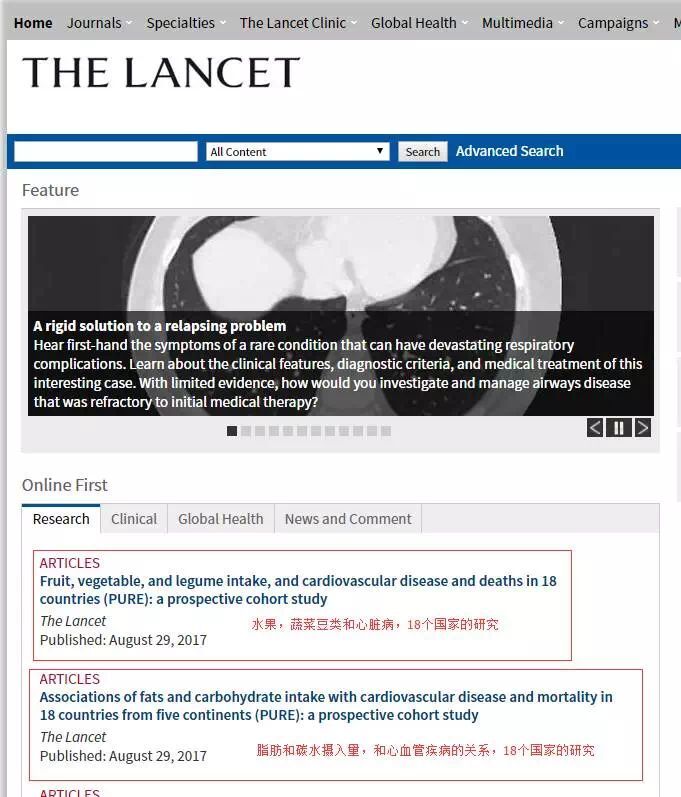 Home Journals Specialties The Lancet Clinic Global Health Multimedia Campaigns M
THE LANCET
All Content Search Advanced Search
Feature
A rigid solution to a relapsing problem
Hear first-hand the symptoms of a rare condition that can have devastating respiratory
complications. Learn about the clinical features, diagnostic criteria, and medical treatment of this
interesting case. With limited evidence, how would you investigate and manage airways disease
that was refractory to initial medical therapy?
Online First
Research Clinical Global Health News and Comment
ARTICLES
Fruit, vegetable, and legume intake, and cardiovascular disease and deaths in 18
countries (PURE): a prospective cohort study
The Lancet
Published: August 29, 2017
水果，蔬菜豆类和心脏病，18个国家的研究
ARTICLES
Associations of fats and carbohydrate intake with cardiovascular disease and mortality in
18 countries from five continents (PURE): a prospective cohort study
The Lancet
Published: August 29, 2017
脂肪和碳水摄入量，和心血管疾病的关系，18个国家的研究
ARTICLES